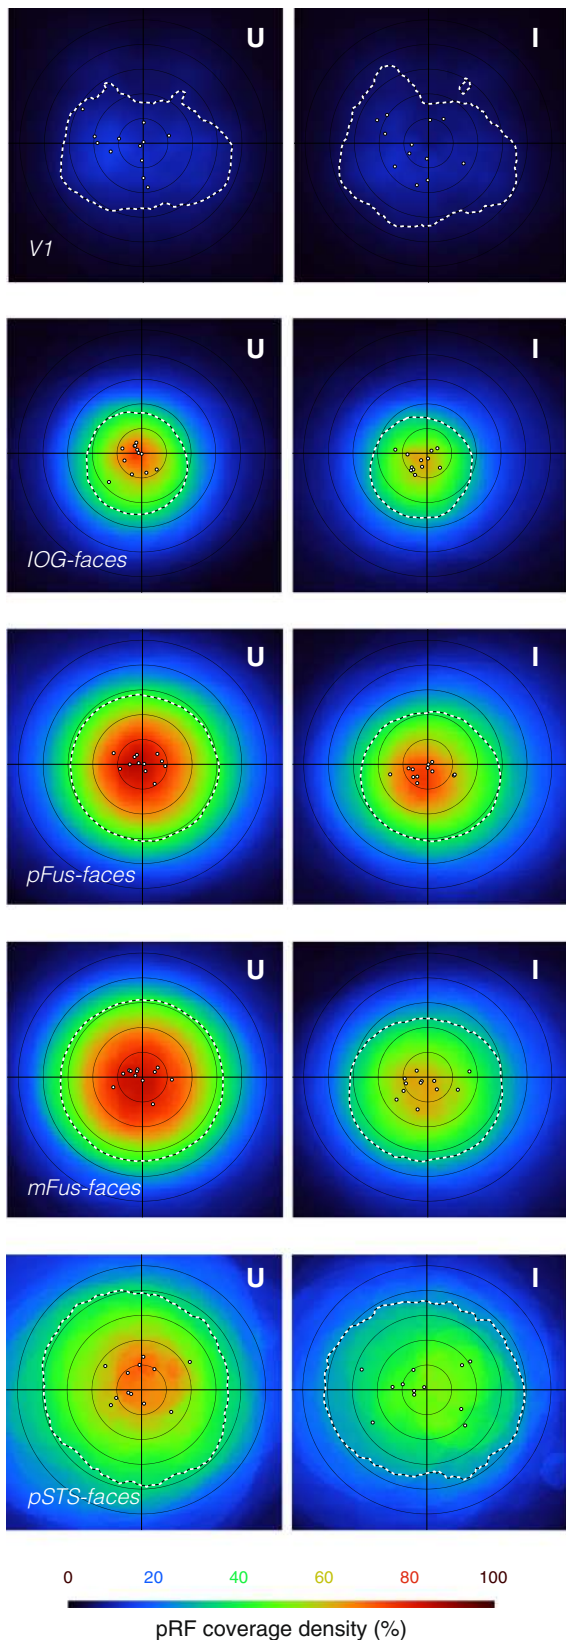 U
I
V1
U
I
IOG-faces
U
I
pFus-faces
U
I
mFus-faces
U
I
pSTS-faces
0 20 40 60 80 100
pRF coverage density (%)